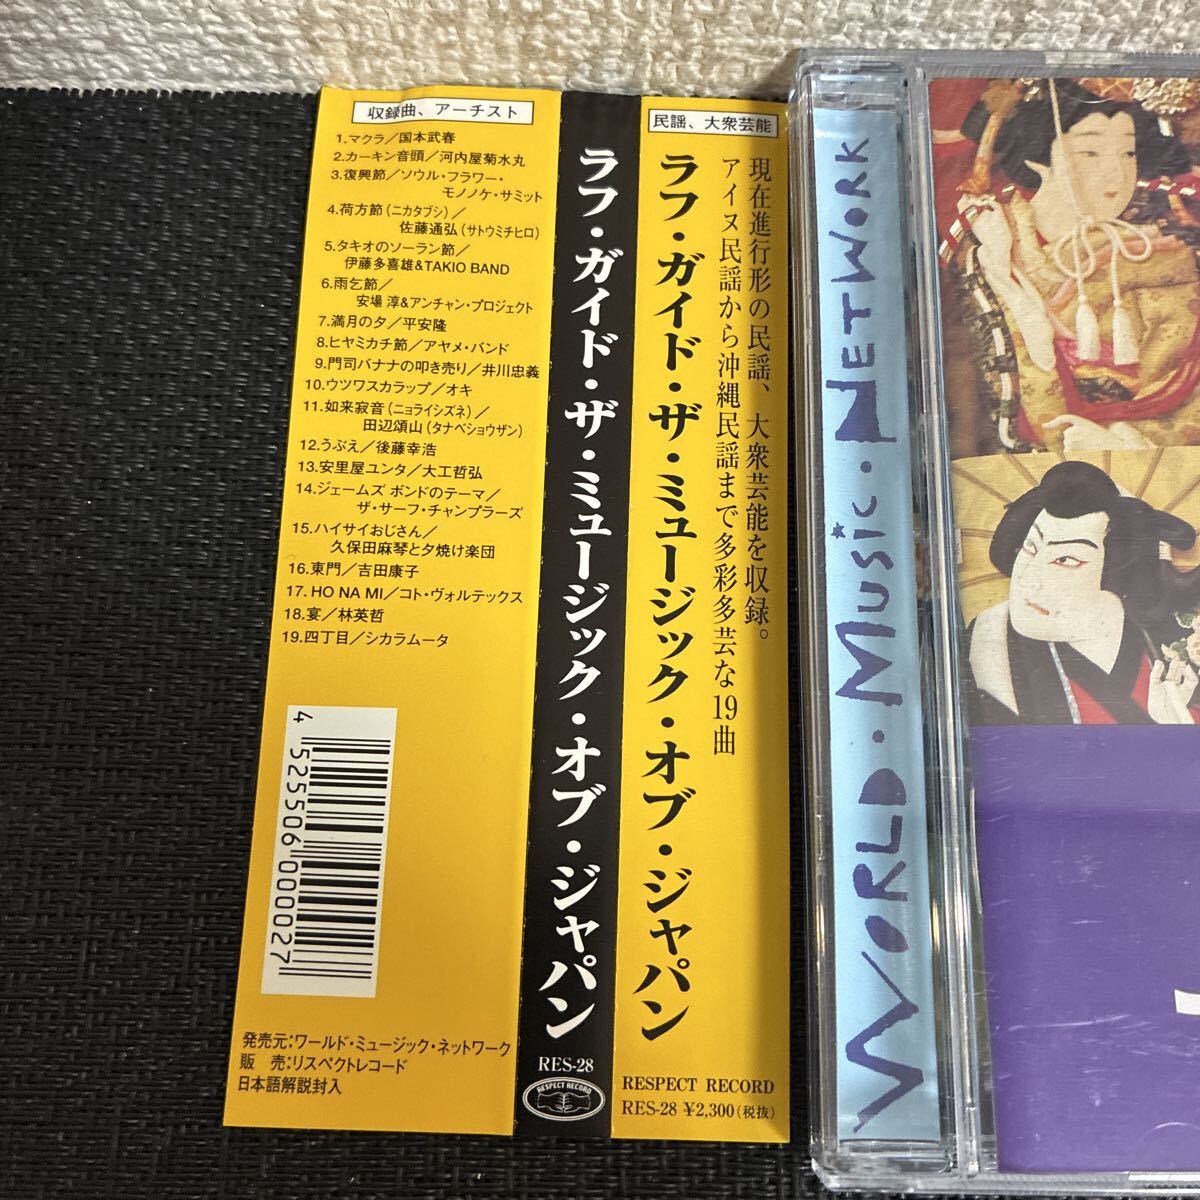 収録曲、アーチスト
1.マクラ／国本武春
2.カーキン音頭／河内屋菊水丸
3.復興節／ソウル・フラワー・
モノノケ・サミット
4.荷方節（ニカタブシ）／
佐藤通弘（サトウミチヒロ）
5.タキオのソーラン節／
伊藤多喜雄&TAKIO BAND
6.雨乞節／
安場 淳&アンチャン・プロジェクト
7.満月の夕／平安隆
8.ヒヤミカチ節／アヤメ・バンド
9.門司バナナの叩き売り／井川忠義
10.ウツワスカラップ／オキ
11.如来寂音（ニョライシズネ）／
田辺頌山（タナベショウザン）
12.うぶえ／後藤幸浩
13.安里屋ユンタ／大工哲弘
14.ジェームズ ボンドのテーマ／
ザ・サーフ・チャンプラーズ
15.ハイサイおじさん／
久保田麻琴と夕焼け楽団
16.東門／吉田康子
17.HO NA MI／コト・ヴォルテックス
18.宴／林英哲
19.四丁目／シカラムータ
4 525506 000027
発売元:ワールド・ミュージック・ネットワーク
販　売:リスペクトレコード
日本語解説封入
ラフ・ガイド・ザ・ミュージック・オブ・ジャパン
RES-28
RESPECT RECORD
民謡、大衆芸能
現在進行形の民謡、大衆芸能を収録。
アイヌ民謡から沖縄民謡まで多彩多芸な19曲
ラフ・ガイド・ザ・ミュージック・オブ・ジャパン
RESPECT RECORD
RES-28 ¥2,300（税抜）
WORLD・MUSiC・NETWORK